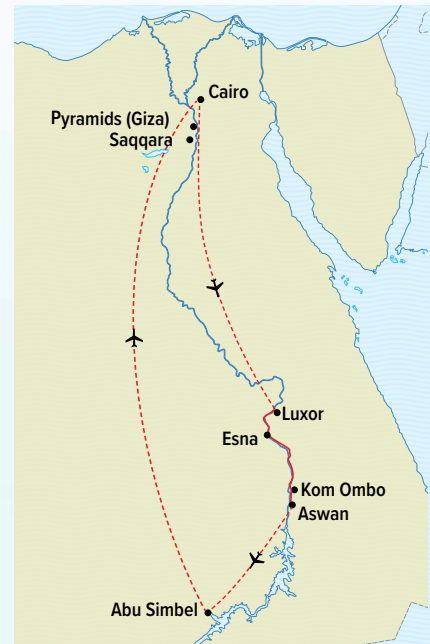 Cairo
Pyramids (Giza)
Saqqara
Luxor
Esna
Kom Ombo
Aswan
Abu Simbel